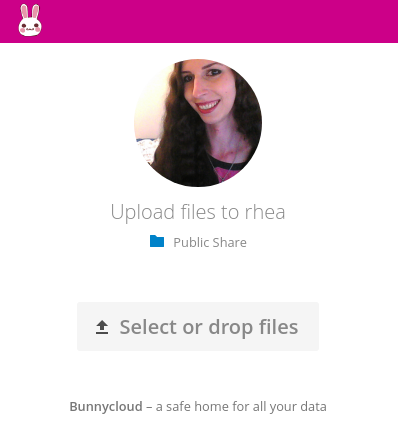 Upload files to rhea
Public Share
Select or drop files
Bunnycloud – a safe home for all your data